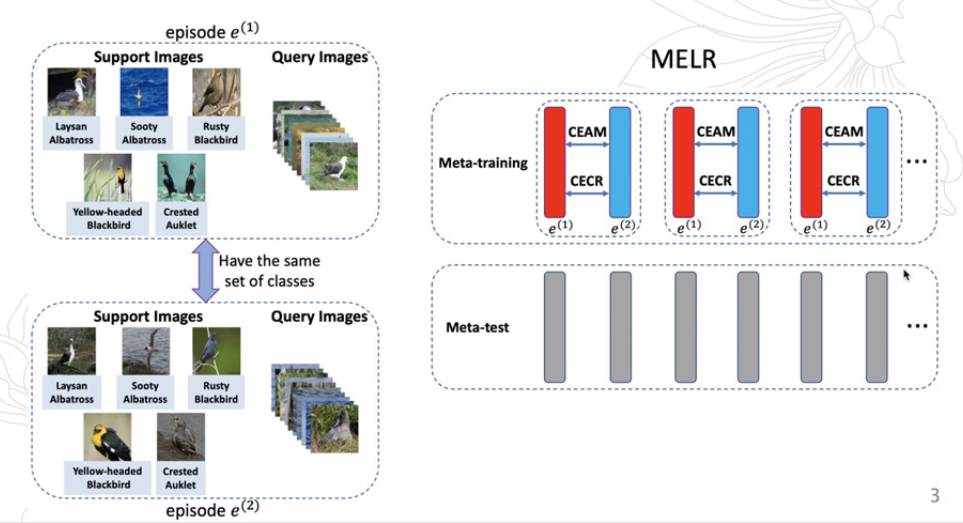 episode e^(1)
Support Images
Query Images
Laysan
Albatross
Sooty
Albatross
Rusty
Blackbird
Yellow-headed
Blackbird
Crested
Auklet
Have the same
set of classes
Support Images
Query Images
Laysan
Albatross
Sooty
Albatross
Rusty
Blackbird
Yellow-headed
Blackbird
Crested
Auklet
episode e^(2)
MELR
Meta-training
CEAM
CECR
e^(1)
e^(2)
CEAM
CECR
e^(1)
e^(2)
CEAM
CECR
e^(1)
e^(2)
...
Meta-test
...
3